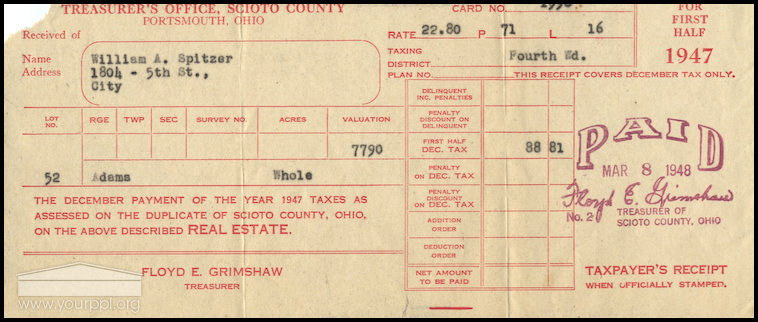 TREASURER'S OFFICE, SCIOTO COUNTY
PORTSMOUTH, OHIO
CARD NO.
FOR
FIRST
HALF
1947
Received of
RATE 22.80 P 71 L 16
Name William A. Spitzer
Address 1804 - 5th St.,
City
TAXING
DISTRICT Fourth Wd.
PLAN NO. THIS RECEIPT COVERS DECEMBER TAX ONLY.
LOT NO. RGE TWP SEC SURVEY NO. ACRES VALUATION
7790
52 Adams Whole
DELINQUENT
INC. PENALTIES
PENALTY
DISCOUNT ON
DELINQUENT
FIRST HALF
DEC. TAX 88 81
PENALTY
ON DEC. TAX
PENALTY
DISCOUNT
ON DEC. TAX
ADDITION
ORDER
DEDUCTION
ORDER
NET AMOUNT
TO BE PAID
PAID
MAR 8 1948
Floyd E. Grimshaw
No. 2 TREASURER OF
SCIOTO COUNTY, OHIO
THE DECEMBER PAYMENT OF THE YEAR 1947 TAXES AS
ASSESSED ON THE DUPLICATE OF SCIOTO COUNTY, OHIO,
ON THE ABOVE DESCRIBED REAL ESTATE.
FLOYD E. GRIMSHAW
TREASURER
TAXPAYER'S RECEIPT
WHEN OFFICIALLY STAMPED.
www.yourppl.org